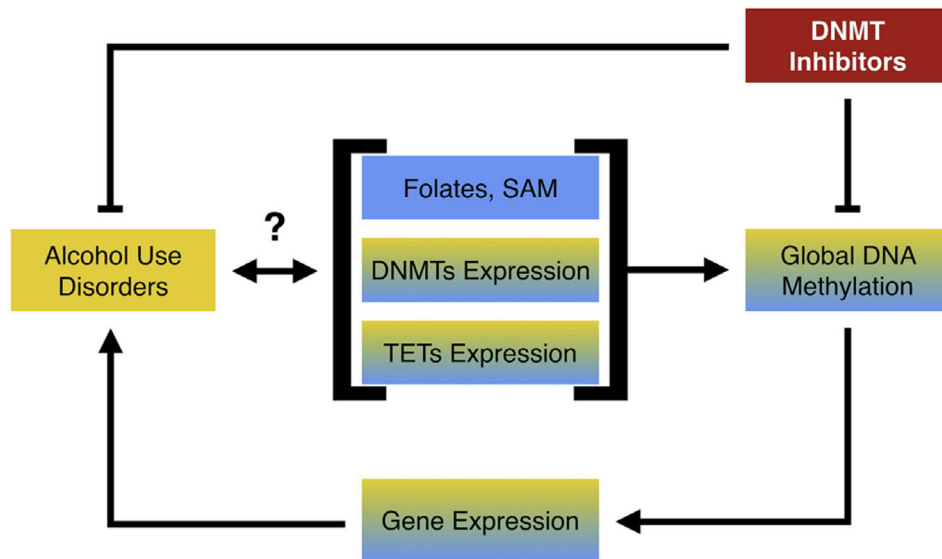 DNMT
Inhibitors
Folates, SAM
?
Alcohol Use
Disorders
DNMTs Expression
Global DNA
Methylation
TETs Expression
Gene Expression